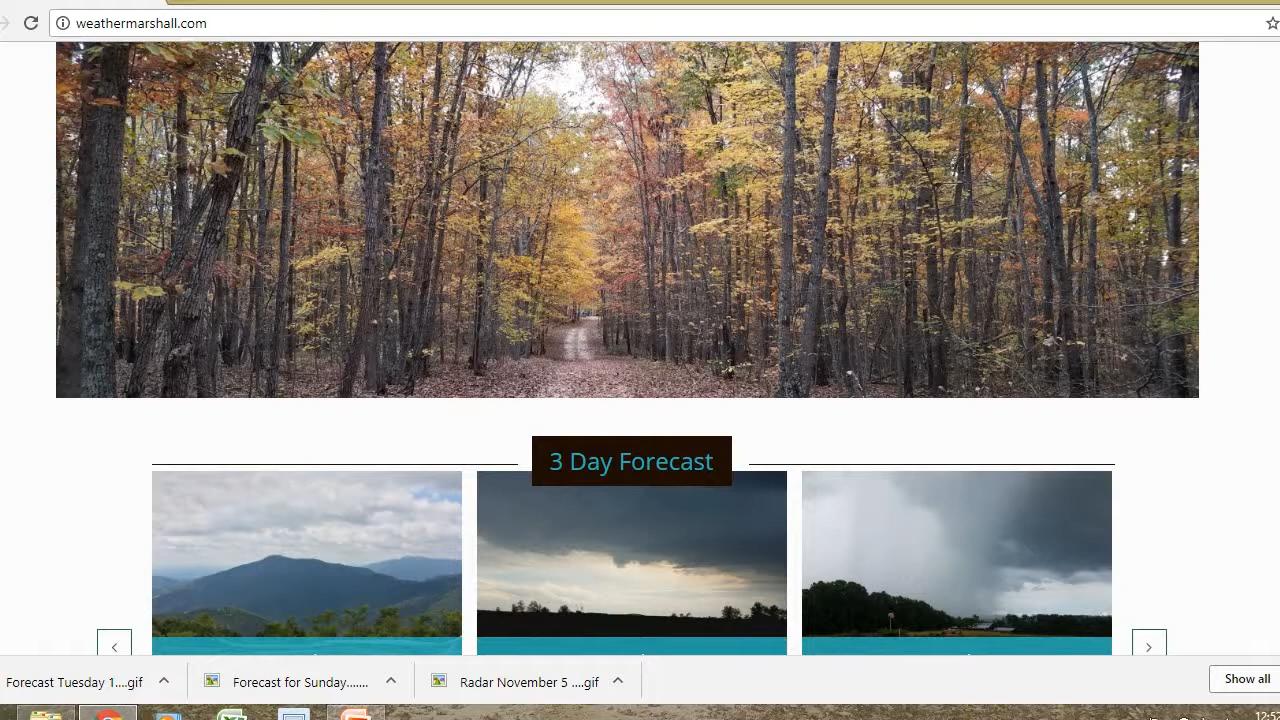 weathermarshall.com
3 Day Forecast
Forecast Tuesday 1....gif
Forecast for Sunday.......
Radar November 5 ....gif
Show all